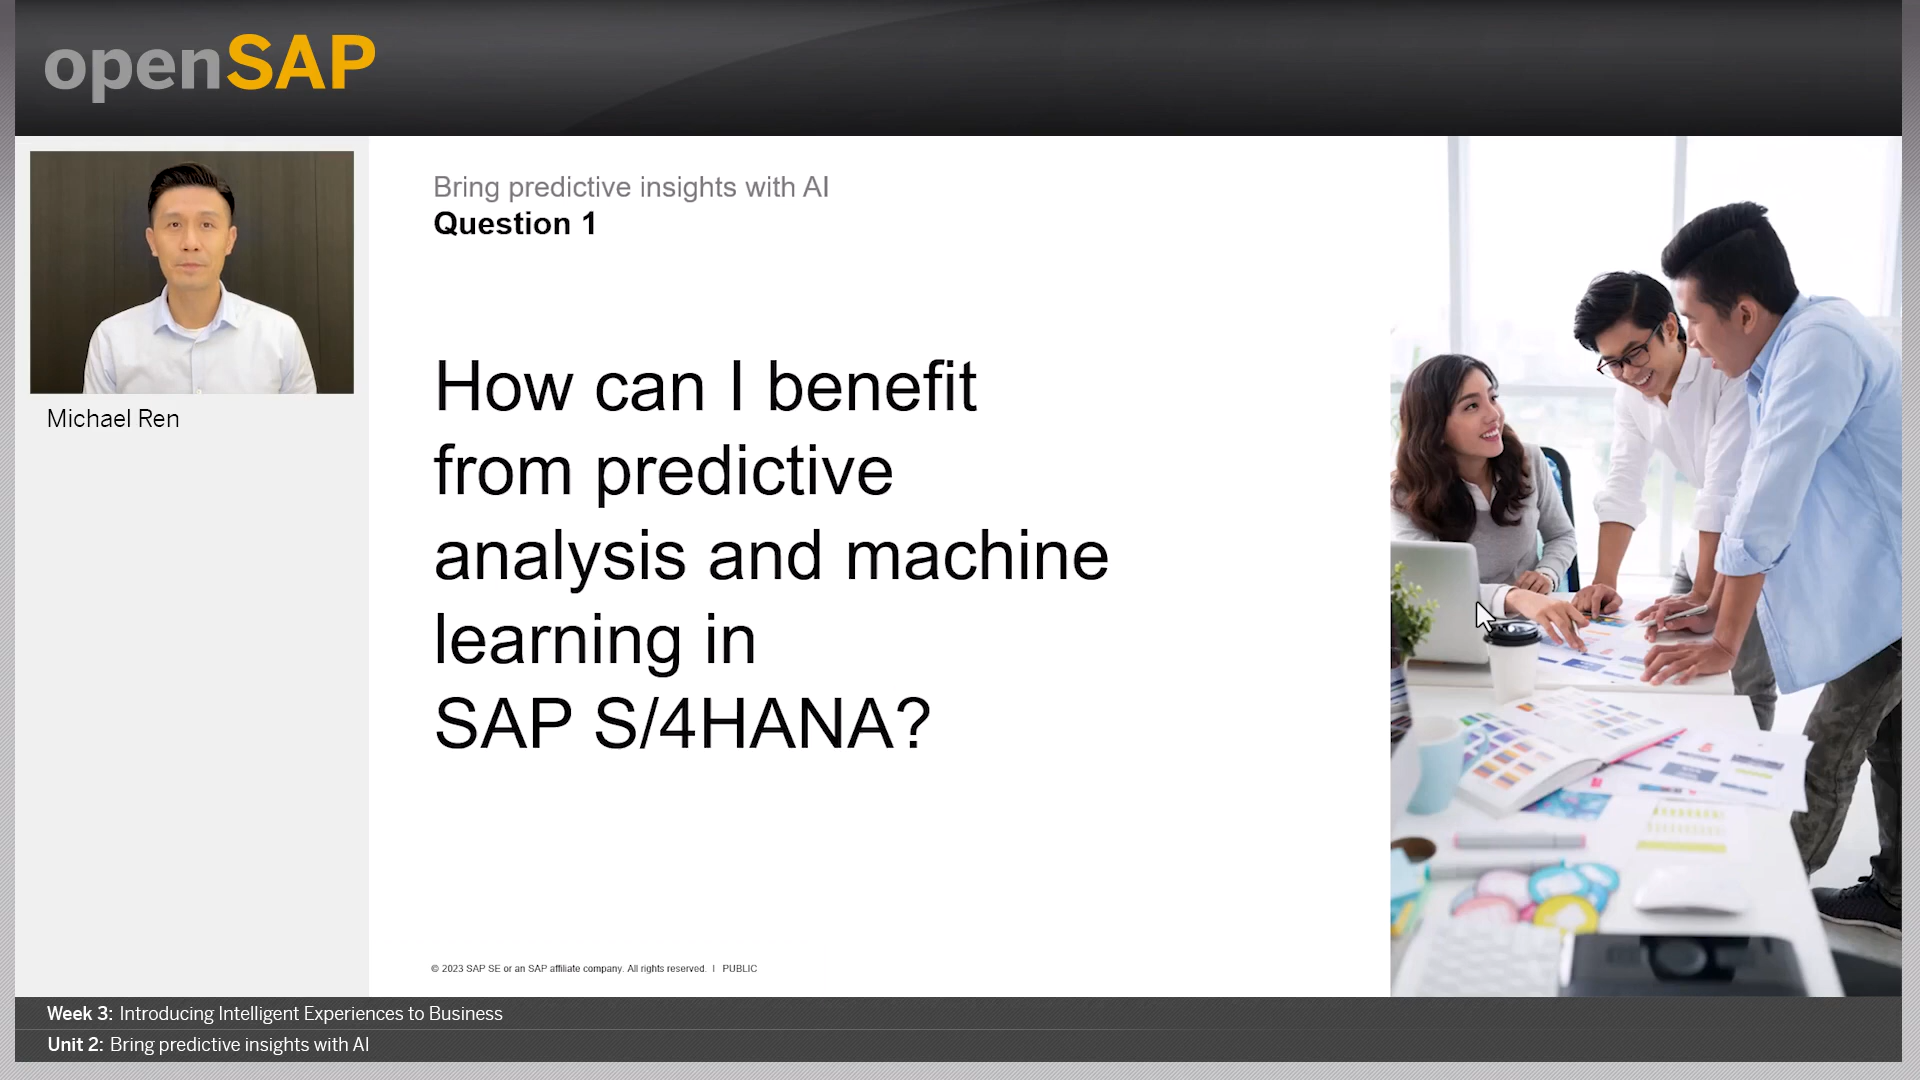 openSAP
Michael Ren
Bring predictive insights with AI
Question 1
How can I benefit
from predictive
analysis and machine
learning in
SAP S/4HANA?
© 2023 SAP SE or an SAP affiliate company. All rights reserved. I PUBLIC
Week 3: Introducing Intelligent Experiences to Business
Unit 2: Bring predictive insights with AI